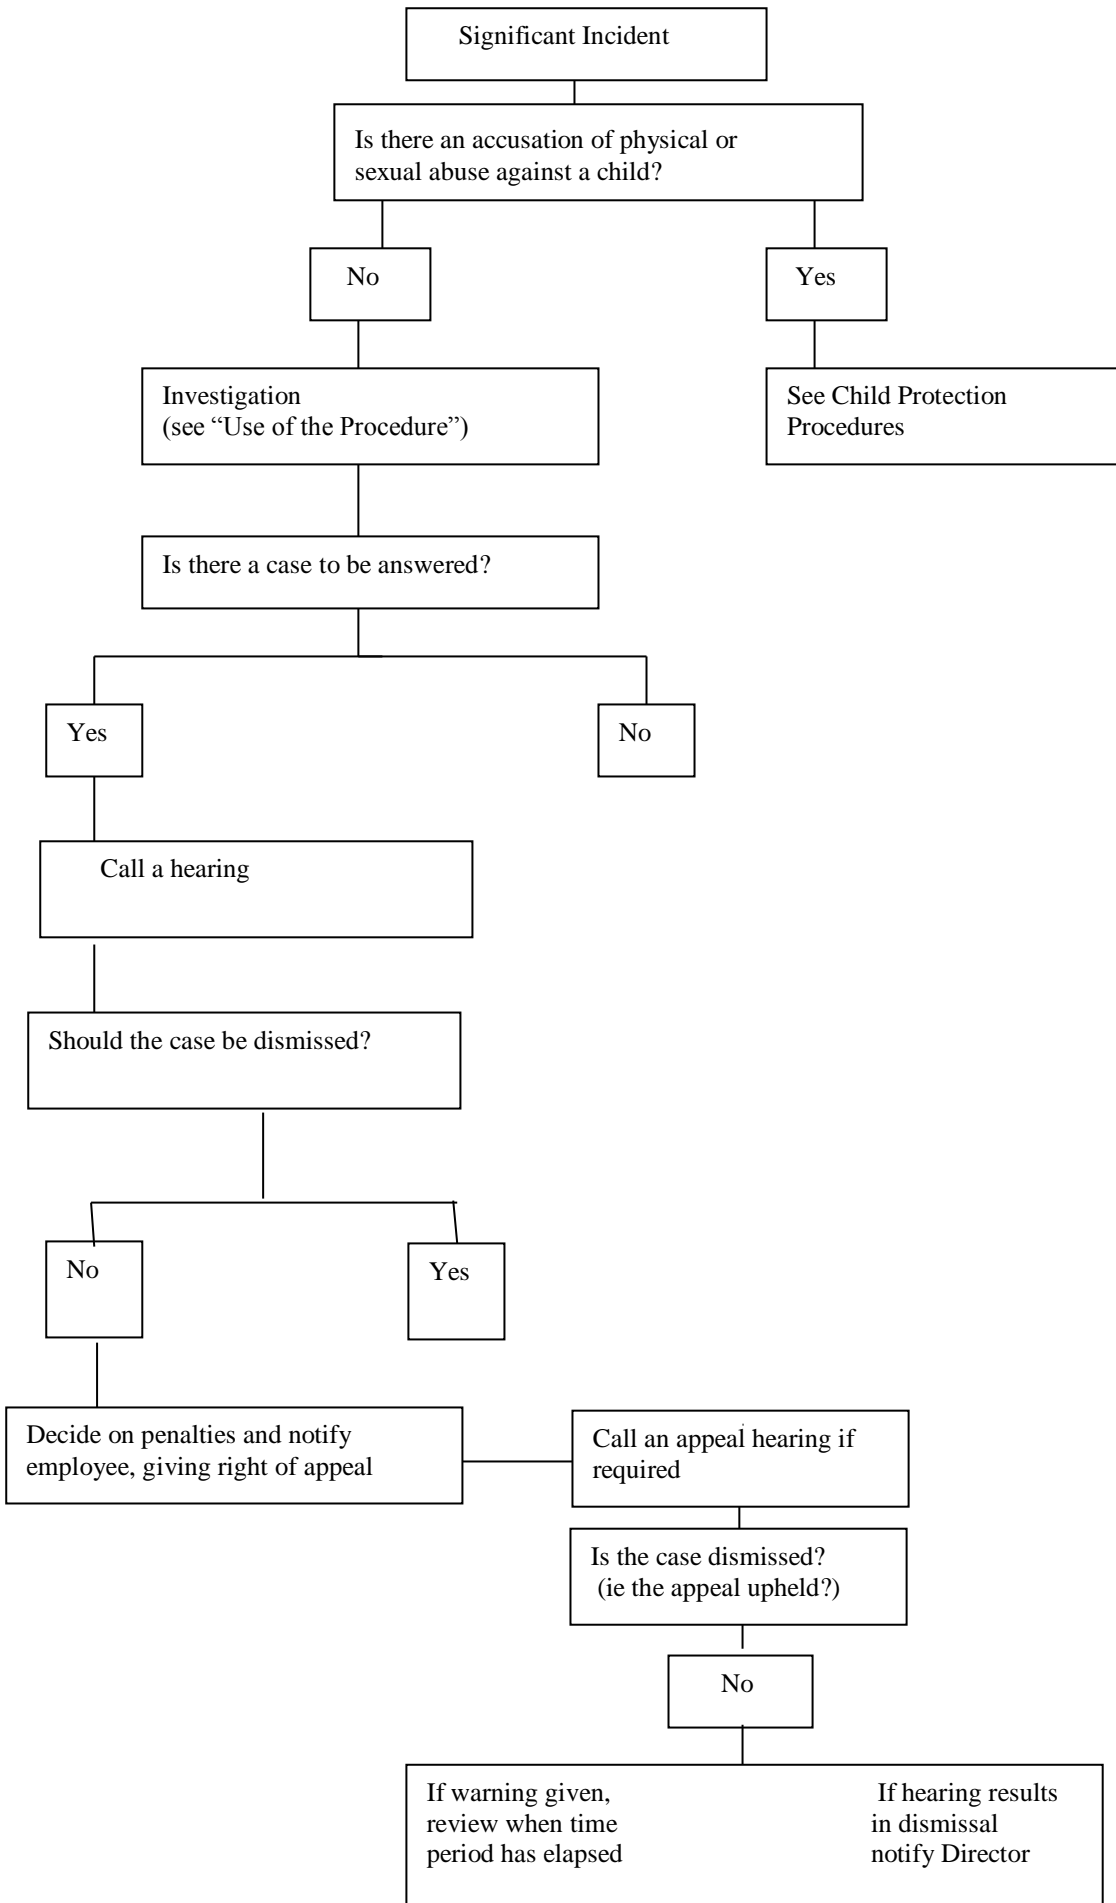 Significant Incident
Is there an accusation of physical or
sexual abuse against a child?
No
Yes
Investigation
(see “Use of the Procedure”)
See Child Protection
Procedures
Is there a case to be answered?
Yes
No
Call a hearing
Should the case be dismissed?
No
Yes
Decide on penalties and notify
employee, giving right of appeal
Call an appeal hearing if
required
Is the case dismissed?
(ie the appeal upheld?)
No
If warning given,
review when time
period has elapsed
If hearing results
in dismissal
notify Director